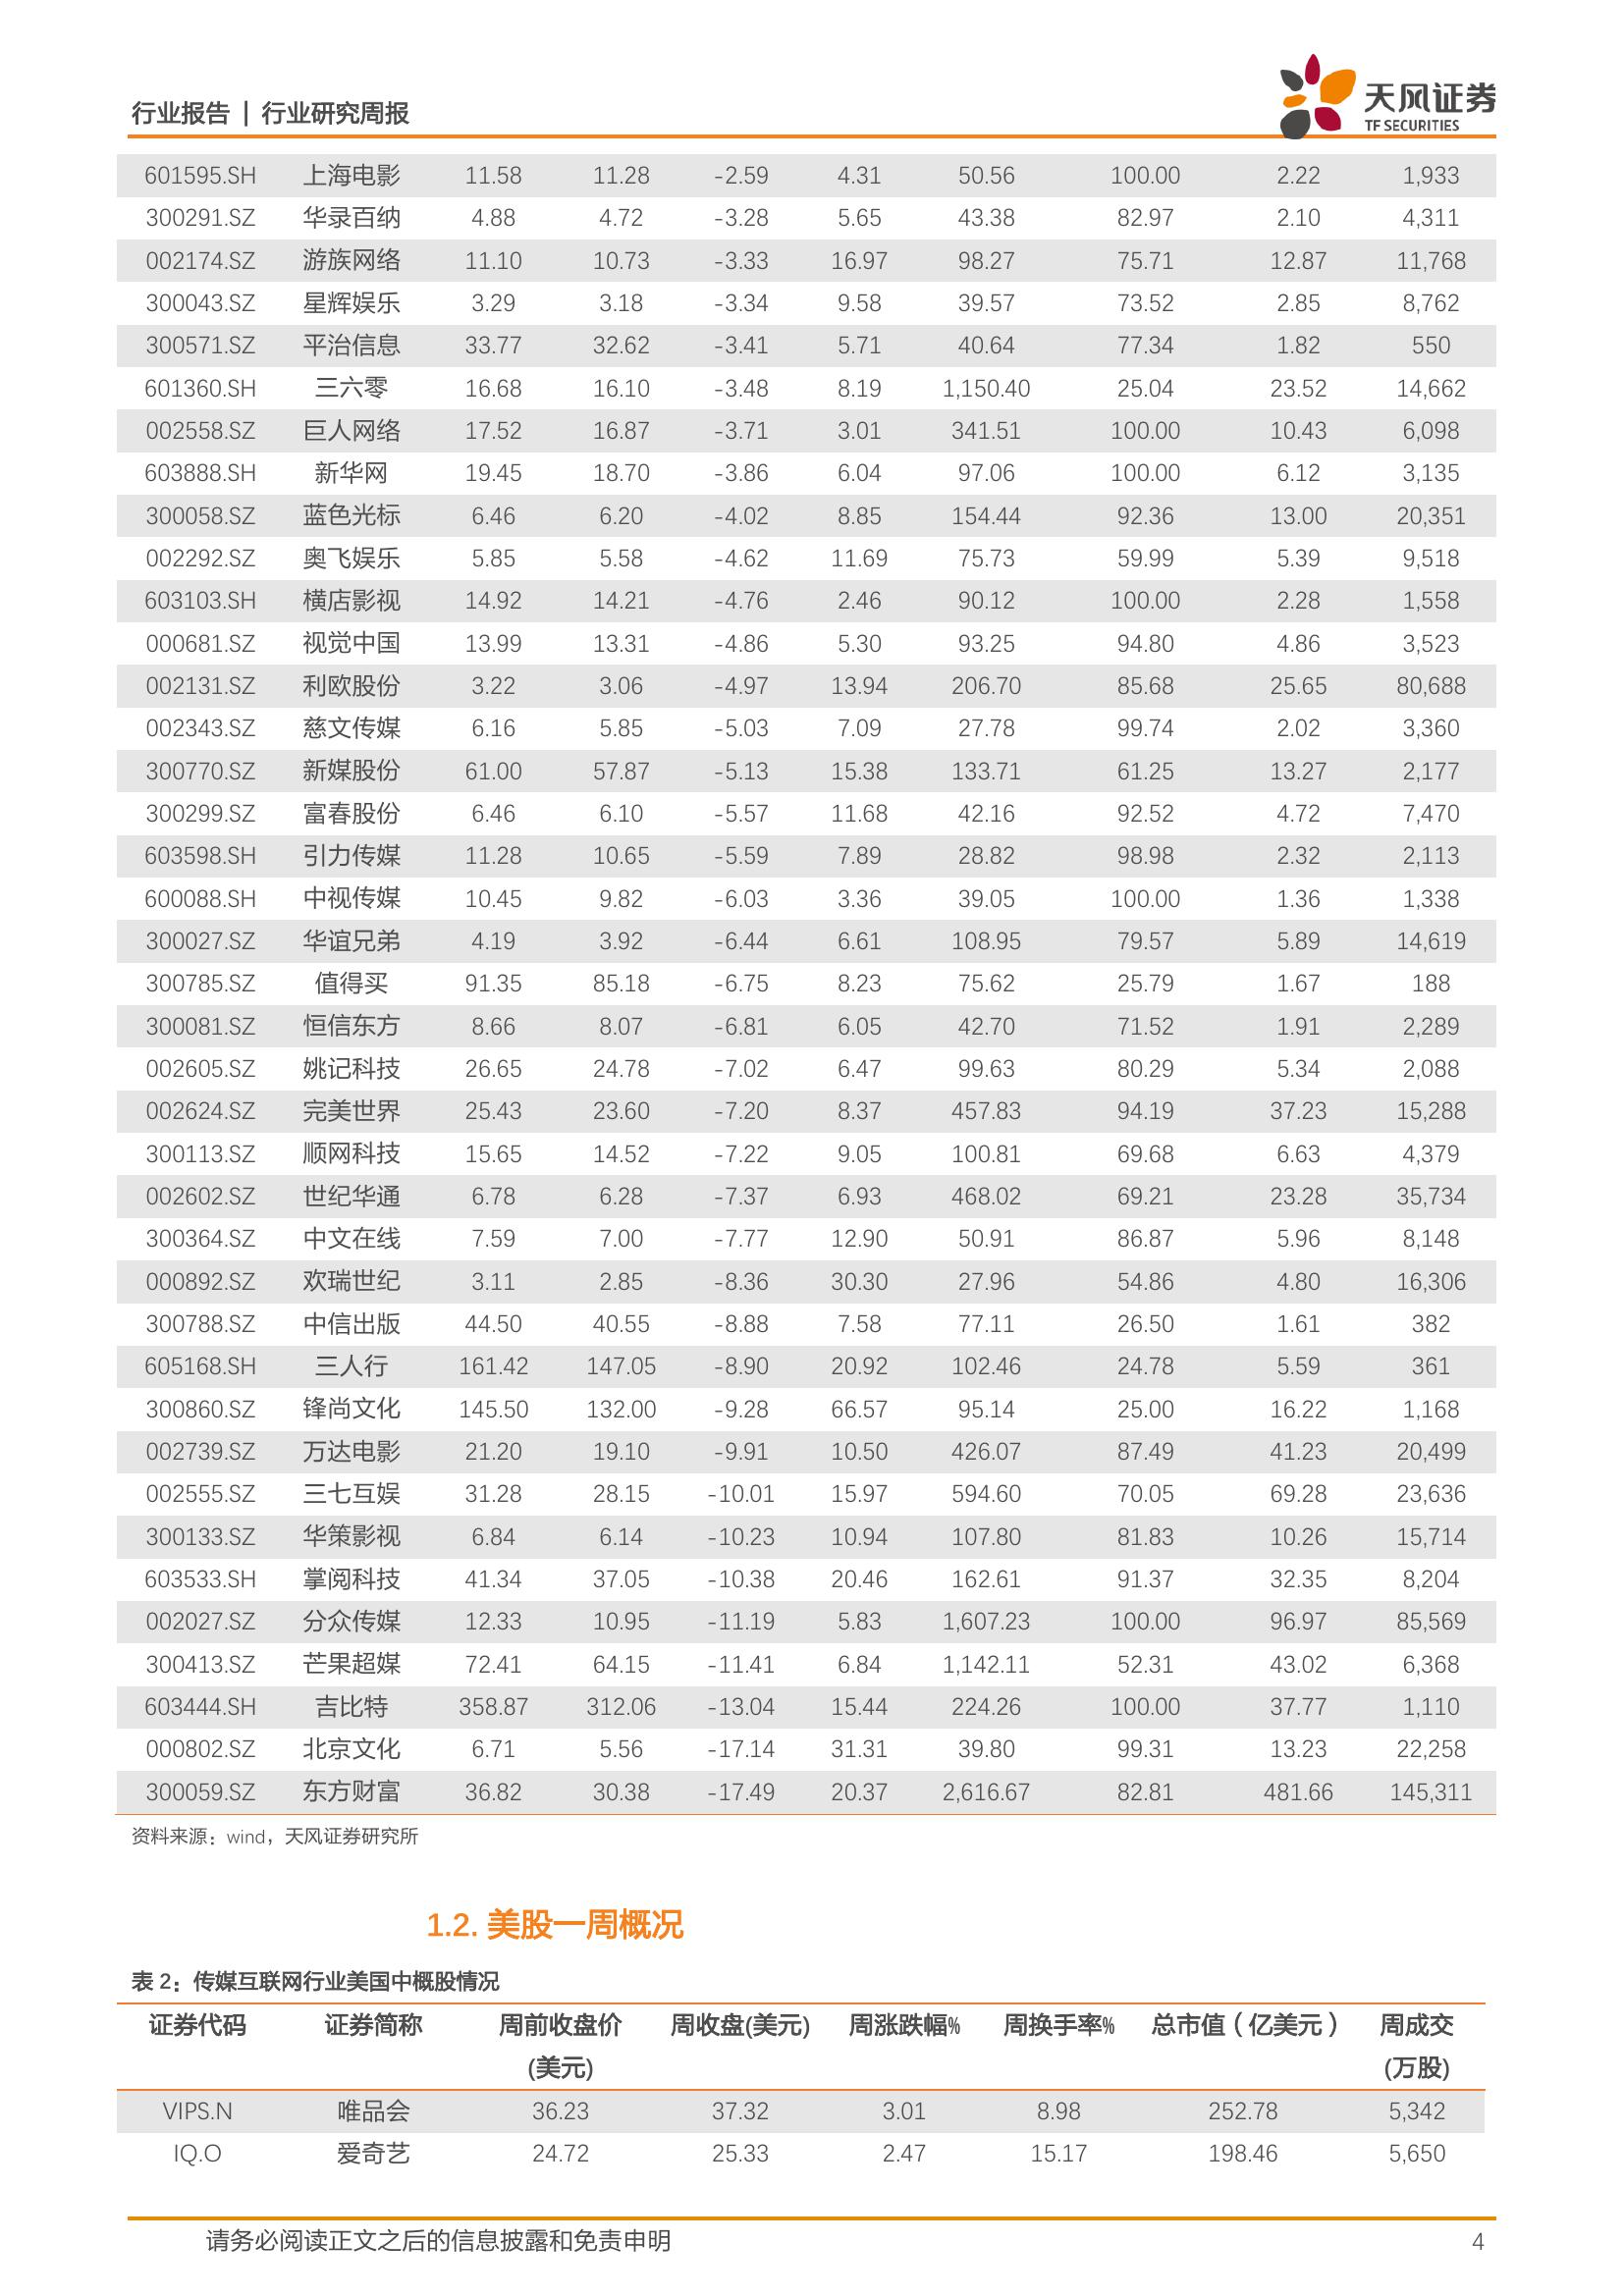 行业报告 | 行业研究周报
天风证券
TF SECURITIES
601595.SH 上海电影 11.58 11.28 -2.59 4.31 50.56 100.00 2.22 1,933
300291.SZ 华录百纳 4.88 4.72 -3.28 5.65 43.38 82.97 2.10 4,311
002174.SZ 游族网络 11.10 10.73 -3.33 16.97 98.27 75.71 12.87 11,768
300043.SZ 星辉娱乐 3.29 3.18 -3.34 9.58 39.57 73.52 2.85 8,762
300571.SZ 平治信息 33.77 32.62 -3.41 5.71 40.64 77.34 1.82 550
601360.SH 三六零 16.68 16.10 -3.48 8.19 1,150.40 25.04 23.52 14,662
002558.SZ 巨人网络 17.52 16.87 -3.71 3.01 341.51 100.00 10.43 6,098
603888.SH 新华网 19.45 18.70 -3.86 6.04 97.06 100.00 6.12 3,135
300058.SZ 蓝色光标 6.46 6.20 -4.02 8.85 154.44 92.36 13.00 20,351
002292.SZ 奥飞娱乐 5.85 5.58 -4.62 11.69 75.73 59.99 5.39 9,518
603103.SH 横店影视 14.92 14.21 -4.76 2.46 90.12 100.00 2.28 1,558
000681.SZ 视觉中国 13.99 13.31 -4.86 5.30 93.25 94.80 4.86 3,523
002131.SZ 利欧股份 3.22 3.06 -4.97 13.94 206.70 85.68 25.65 80,688
002343.SZ 慈文传媒 6.16 5.85 -5.03 7.09 27.78 99.74 2.02 3,360
300770.SZ 新媒股份 61.00 57.87 -5.13 15.38 133.71 61.25 13.27 2,177
300299.SZ 富春股份 6.46 6.10 -5.57 11.68 42.16 92.52 4.72 7,470
603598.SH 引力传媒 11.28 10.65 -5.59 7.89 28.82 98.98 2.32 2,113
600088.SH 中视传媒 10.45 9.82 -6.03 3.36 39.05 100.00 1.36 1,338
300027.SZ 华谊兄弟 4.19 3.92 -6.44 6.61 108.95 79.57 5.89 14,619
300785.SZ 值得买 91.35 85.18 -6.75 8.23 75.62 25.79 1.67 188
300081.SZ 恒信东方 8.66 8.07 -6.81 6.05 42.70 71.52 1.91 2,289
002605.SZ 姚记科技 26.65 24.78 -7.02 6.47 99.63 80.29 5.34 2,088
002624.SZ 完美世界 25.43 23.60 -7.20 8.37 457.83 94.19 37.23 15,288
300113.SZ 顺网科技 15.65 14.52 -7.22 9.05 100.81 69.68 6.63 4,379
002602.SZ 世纪华通 6.78 6.28 -7.37 6.93 468.02 69.21 23.28 35,734
300364.SZ 中文在线 7.59 7.00 -7.77 12.90 50.91 86.87 5.96 8,148
000892.SZ 欢瑞世纪 3.11 2.85 -8.36 30.30 27.96 54.86 4.80 16,306
300788.SZ 中信出版 44.50 40.55 -8.88 7.58 77.11 26.50 1.61 382
605168.SH 三人行 161.42 147.05 -8.90 20.92 102.46 24.78 5.59 361
300860.SZ 锋尚文化 145.50 132.00 -9.28 66.57 95.14 25.00 16.22 1,168
002739.SZ 万达电影 21.20 19.10 -9.91 10.50 426.07 87.49 41.23 20,499
002555.SZ 三七互娱 31.28 28.15 -10.01 15.97 594.60 70.05 69.28 23,636
300133.SZ 华策影视 6.84 6.14 -10.23 10.94 107.80 81.83 10.26 15,714
603533.SH 掌阅科技 41.34 37.05 -10.38 20.46 162.61 91.37 32.35 8,204
002027.SZ 分众传媒 12.33 10.95 -11.19 5.83 1,607.23 100.00 96.97 85,569
300413.SZ 芒果超媒 72.41 64.15 -11.41 6.84 1,142.11 52.31 43.02 6,368
603444.SH 吉比特 358.87 312.06 -13.04 15.44 224.26 100.00 37.77 1,110
000802.SZ 北京文化 6.71 5.56 -17.14 31.31 39.80 99.31 13.23 22,258
300059.SZ 东方财富 36.82 30.38 -17.49 20.37 2,616.67 82.81 481.66 145,311
资料来源：wind，天风证券研究所
1.2. 美股一周概况
表 2：传媒互联网行业美国中概股情况
证券代码 证券简称 周前收盘价 周收盘(美元) 周涨跌幅% 周换手率% 总市值（亿美元） 周成交
(美元) (万股)
VIPS.N 唯品会 36.23 37.32 3.01 8.98 252.78 5,342
IQ.O 爱奇艺 24.72 25.33 2.47 15.17 198.46 5,650
请务必阅读正文之后的信息披露和免责申明 4